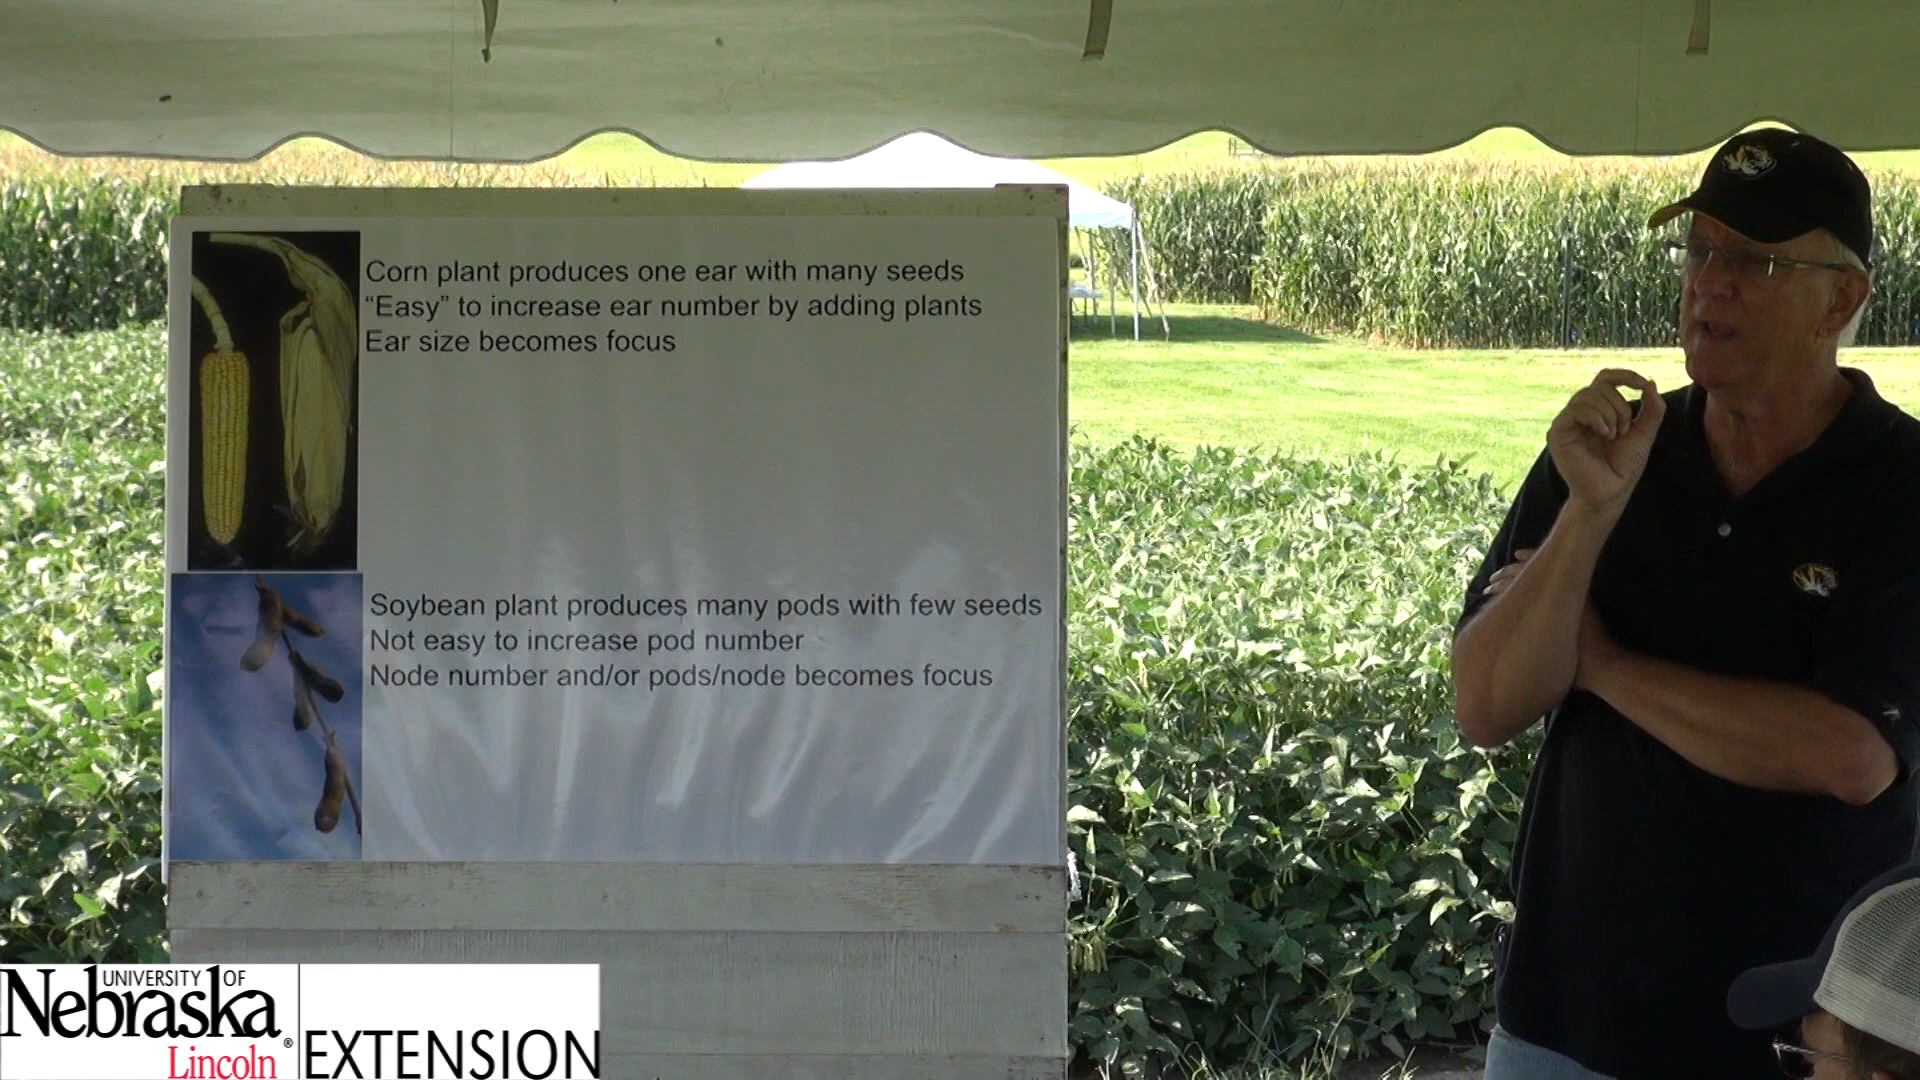 Corn plant produces one ear with many seeds
“Easy” to increase ear number by adding plants
Ear size becomes focus
Soybean plant produces many pods with few seeds
Not easy to increase pod number
Node number and/or pods/node becomes focus
UNIVERSITY OF
Nebraska
Lincoln®
EXTENSION